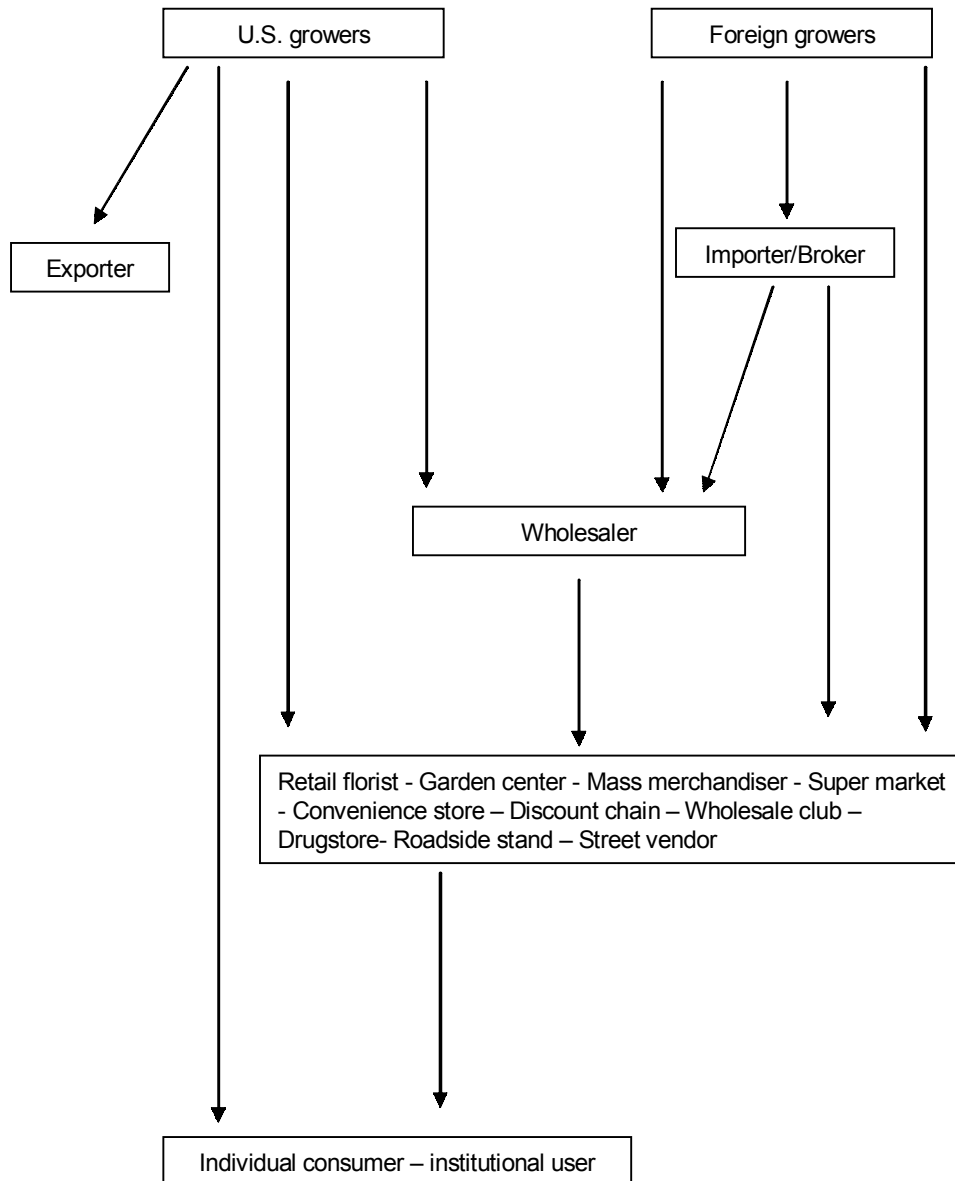 U.S. growers
Foreign growers
Exporter
Importer/Broker
Wholesaler
Retail florist - Garden center - Mass merchandiser - Super market
- Convenience store – Discount chain – Wholesale club –
Drugstore- Roadside stand – Street vendor
Individual consumer – institutional user